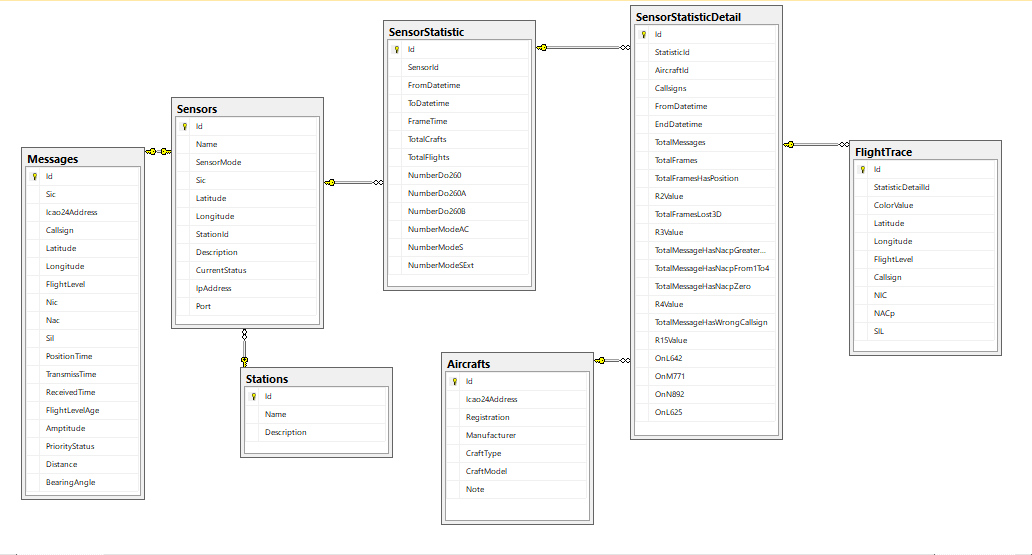 Messages
Id
Sic
Icao24Address
Callsign
Latitude
Longitude
FlightLevel
Nic
Nac
Sil
PositionTime
TransmissTime
ReceivedTime
FlightLevelAge
Amptitude
PriorityStatus
Distance
BearingAngle
Sensors
Id
Name
SensorMode
Sic
Latitude
Longitude
StationId
Description
CurrentStatus
IpAddress
Port
Stations
Id
Name
Description
SensorStatistic
Id
SensorId
FromDatetime
ToDatetime
FrameTime
TotalCrafts
TotalFlights
NumberDo260
NumberDo260A
NumberDo260B
NumberModeAC
NumberModeS
NumberModeSExt
Aircrafts
Id
Icao24Address
Registration
Manufacturer
CraftType
CraftModel
Note
SensorStatisticDetail
Id
StatisticId
AircraftId
Callsigns
FromDatetime
EndDatetime
TotalMessages
TotalFrames
TotalFramesHasPosition
R2Value
TotalFramesLost3D
R3Value
TotalMessageHasNacpGreater...
TotalMessageHasNacpFrom1To4
TotalMessageHasNacpZero
R4Value
TotalMessageHasWrongCallsign
R15Value
OnL642
OnM771
OnN892
OnL625
FlightTrace
Id
StatisticDetailId
ColorValue
Latitude
Longitude
FlightLevel
Callsign
NIC
NACp
SIL